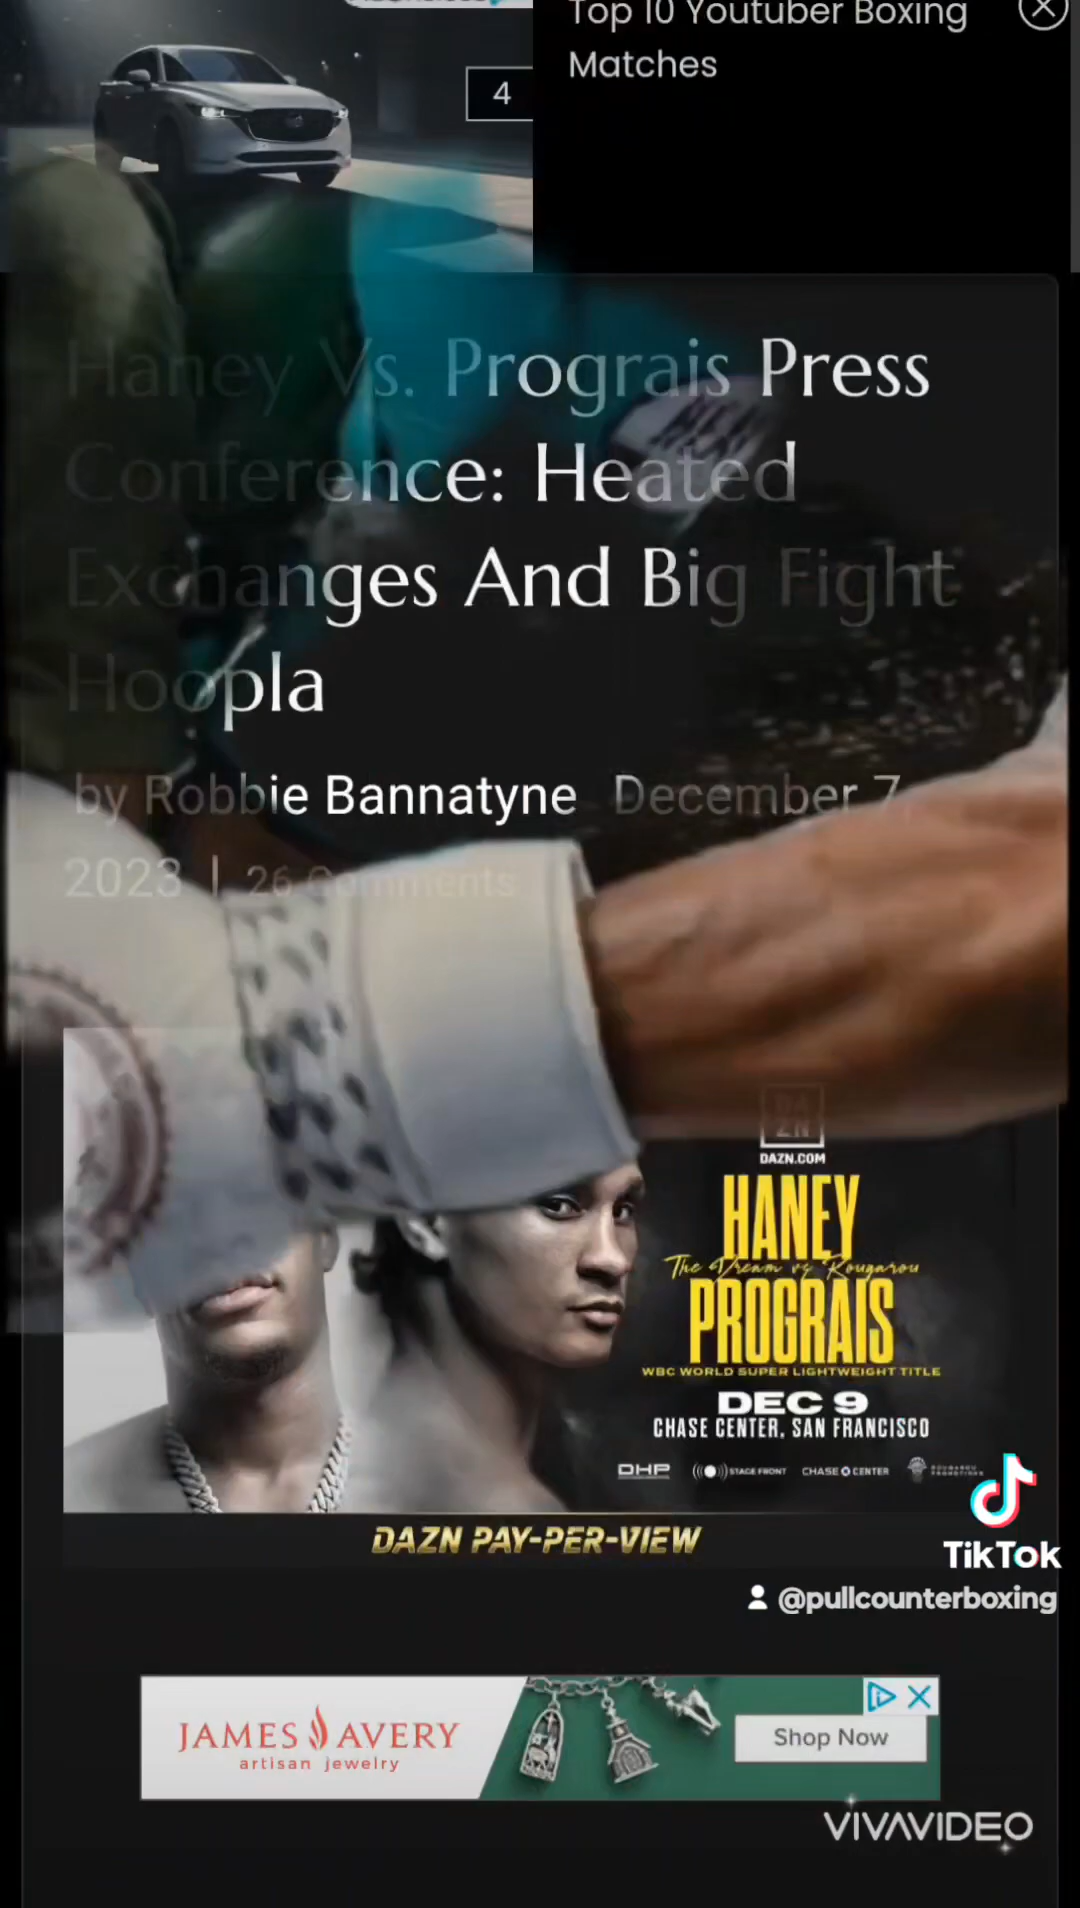 Top 10 Youtuber Boxing
Matches
4
Haney Vs. Prograis Press
Conference: Heated
Exchanges And Big Fight
Hoopla
by Robbie Bannatyne December 7,
2023 | 26 Comments
DAZN
DAZN.COM
HANEY
The Dream vs Rougarou
PROGRAIS
WBC WORLD SUPER LIGHTWEIGHT TITLE
DEC 9
CHASE CENTER, SAN FRANCISCO
DHP STAGE FRONT CHASE CENTER ROUGAROU PROMOTIONS
DAZN PAY-PER-VIEW
TikTok
@pullcounterboxing
JAMES AVERY
artisan jewelry
Shop Now
VIVAVIDEO